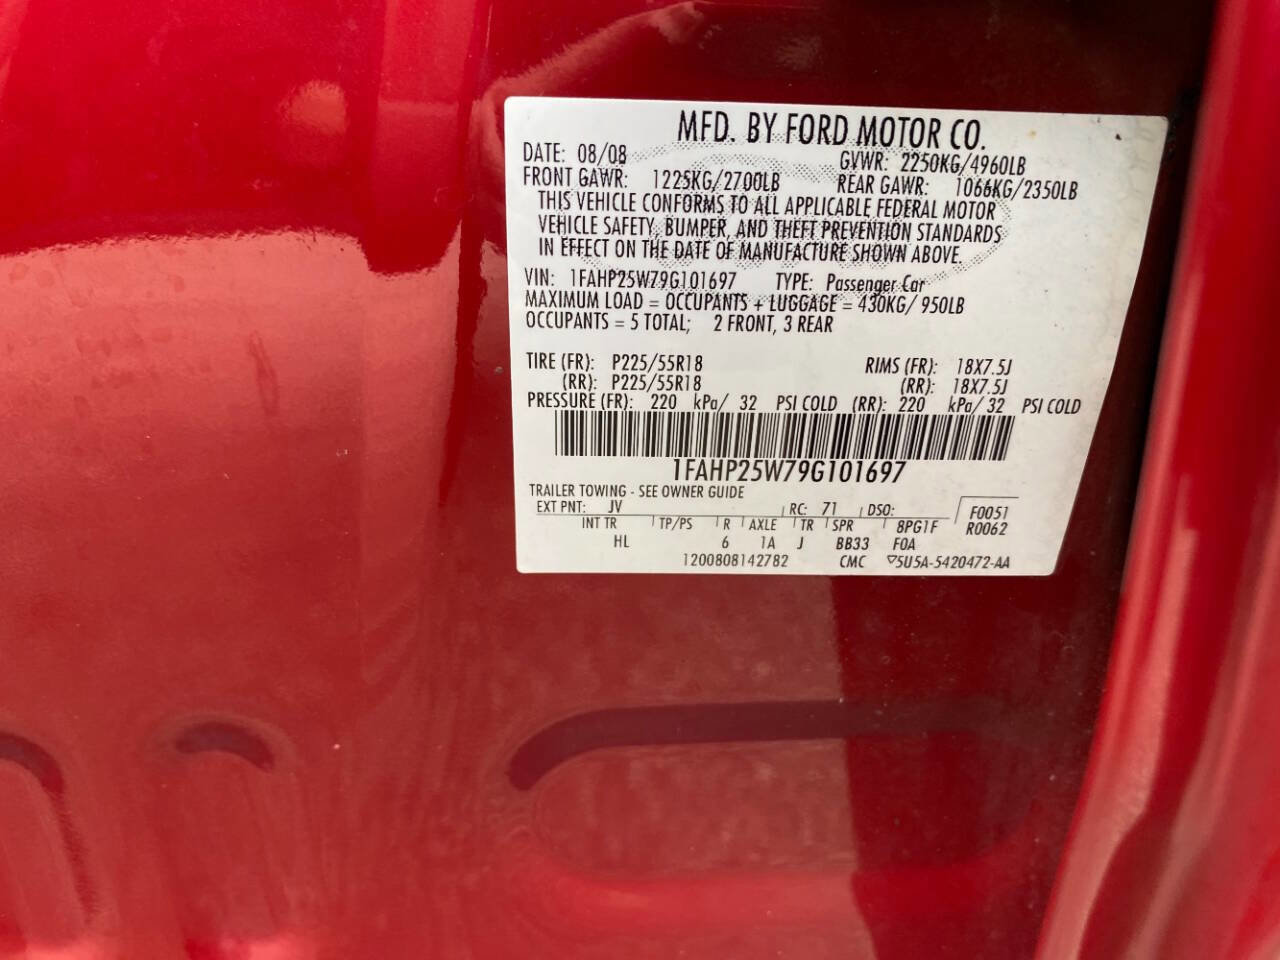 MFD. BY FORD MOTOR CO.
DATE: 08/08 GVWR: 2250KG/4960LB
FRONT GAWR: 1225KG/2700LB REAR GAWR: 1066KG/2350LB
THIS VEHICLE CONFORMS TO ALL APPLICABLE FEDERAL MOTOR
VEHICLE SAFETY, BUMPER, AND THEFT PREVENTION STANDARDS
IN EFFECT ON THE DATE OF MANUFACTURE SHOWN ABOVE.
VIN: 1FAHP25W79G101697 TYPE: Passenger Car
MAXIMUM LOAD = OCCUPANTS + LUGGAGE = 430KG/ 950LB
OCCUPANTS = 5 TOTAL; 2 FRONT, 3 REAR
TIRE (FR): P225/55R18 RIMS (FR): 18X7.5J
(RR): P225/55R18 (RR): 18X7.5J
PRESSURE (FR): 220 kPa/ 32 PSI COLD (RR): 220 kPa/ 32 PSI COLD
1FAHP25W79G101697
TRAILER TOWING - SEE OWNER GUIDE
EXT PNT: JV RC: 71 DSO: F0051
INT TR TP/PS R AXLE TR SPR 8PG1F R0062
HL 6 1A J BB33 F0A
1200808142782 CMC ▽5U5A-5420472-AA